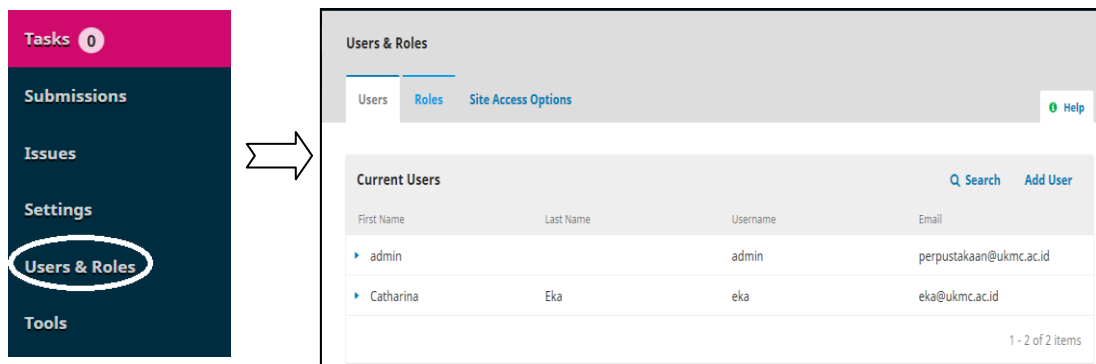 Tasks 0
Submissions
Issues
Settings
Users & Roles
Tools
Users & Roles
Users Roles Site Access Options
Help
Current Users Search Add User
First Name Last Name Username Email
admin admin perpustakaan@ukmc.ac.id
Catharina Eka eka eka@ukmc.ac.id
1 - 2 of 2 items